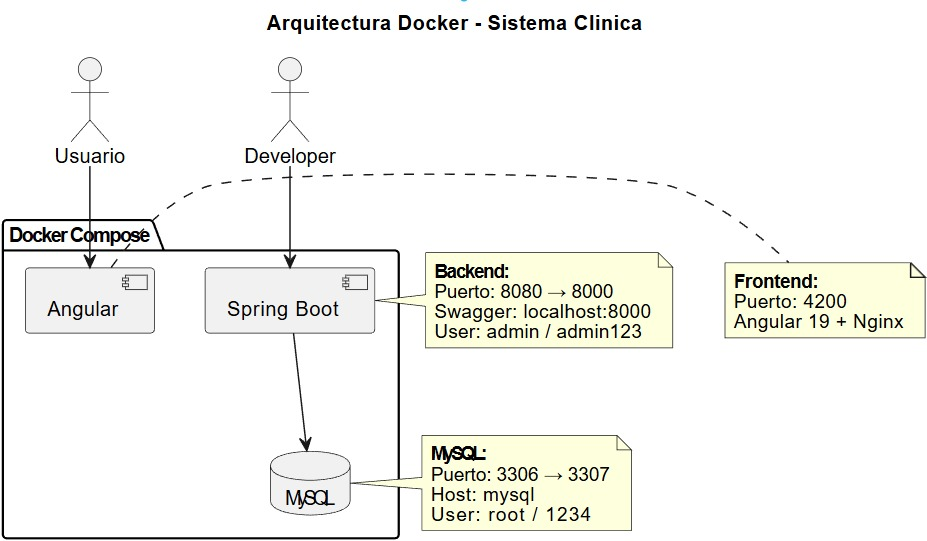 Arquitectura Docker - Sistema Clinica
Usuario
Developer
Docker Compose
Angular
Spring Boot
Backend:
Puerto: 8080 → 8000
Swagger: localhost:8000
User: admin / admin123
Frontend:
Puerto: 4200
Angular 19 + Nginx
MySQL
MySQL:
Puerto: 3306 → 3307
Host: mysql
User: root / 1234